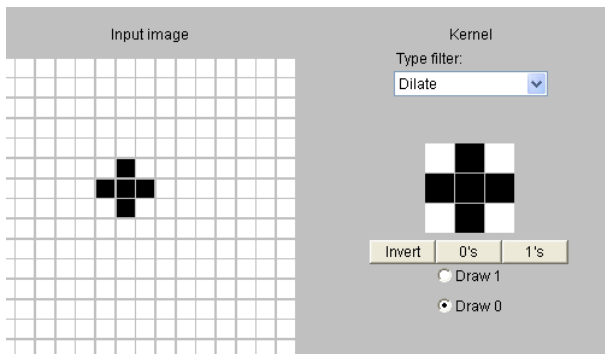 Input image
Kernel
Type filter:
Dilate
Invert 0's 1's
Draw 1
Draw 0